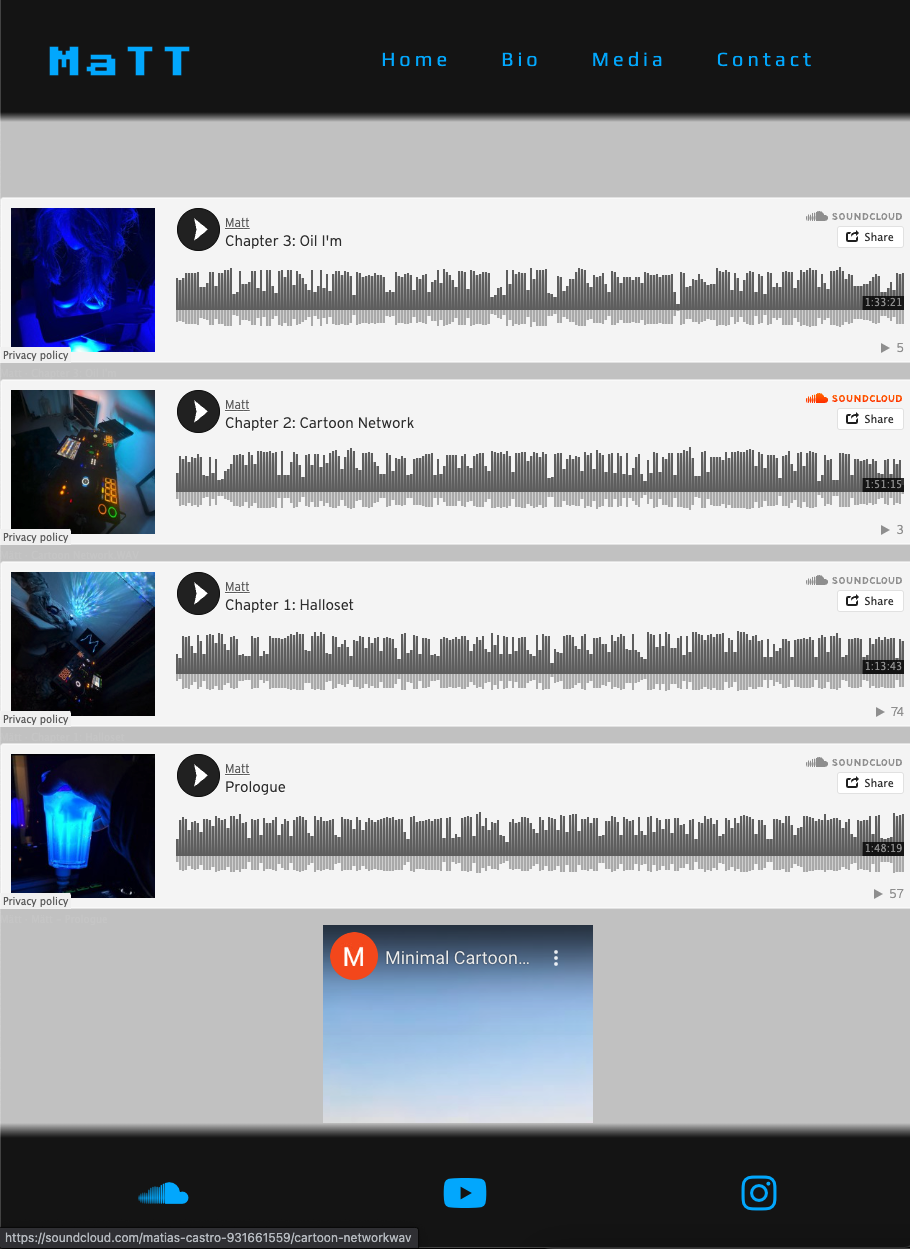 MaTT
Home Bio Media Contact
Matt
Chapter 3: Oil I'm
SOUNDCLOUD
Share
1:33:21
5
Privacy policy
Matt
Chapter 2: Cartoon Network
SOUNDCLOUD
Share
1:51:15
3
Privacy policy
Matt
Chapter 1: Halloset
SOUNDCLOUD
Share
1:13:43
74
Privacy policy
Matt
Prologue
SOUNDCLOUD
Share
1:48:19
57
Privacy policy
M Minimal Cartoon...
https://soundcloud.com/matias-castro-931661559/cartoon-networkwav